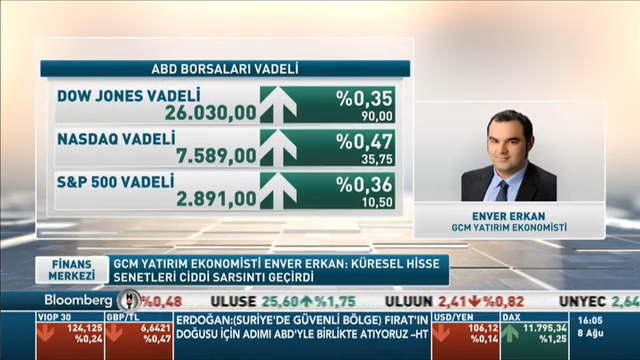 ABD BORSALARI VADELİ
DOW JONES VADELİ
26.030,00
%0,35
90,00
NASDAQ VADELİ
7.589,00
%0,47
35,75
S&P 500 VADELİ
2.891,00
%0,36
10,50
ENVER ERKAN
GCM YATIRIM EKONOMİSTİ
FİNANS
MERKEZİ
GCM YATIRIM EKONOMİSTİ ENVER ERKAN: KÜRESEL HİSSE
SENETLERİ CİDDİ SARSINTI GEÇİRDİ
Bloomberg HT %0,48 ULUSE 25,60 %1,75 ULUUN 2,41 %0,82 UNYEC 2,64
VIOP 30
124,125
%0,24
GBP/TL
6,6421
%0,47
ERDOĞAN:(SURİYE'DE GÜVENLİ BÖLGE) FIRAT'IN
DOĞUSU İÇİN ADIMI ABD'YLE BİRLİKTE ATIYORUZ –HT
USD/YEN
106,12
%0,14
DAX
11.795,34
%1,25
16:05
8 Ağu